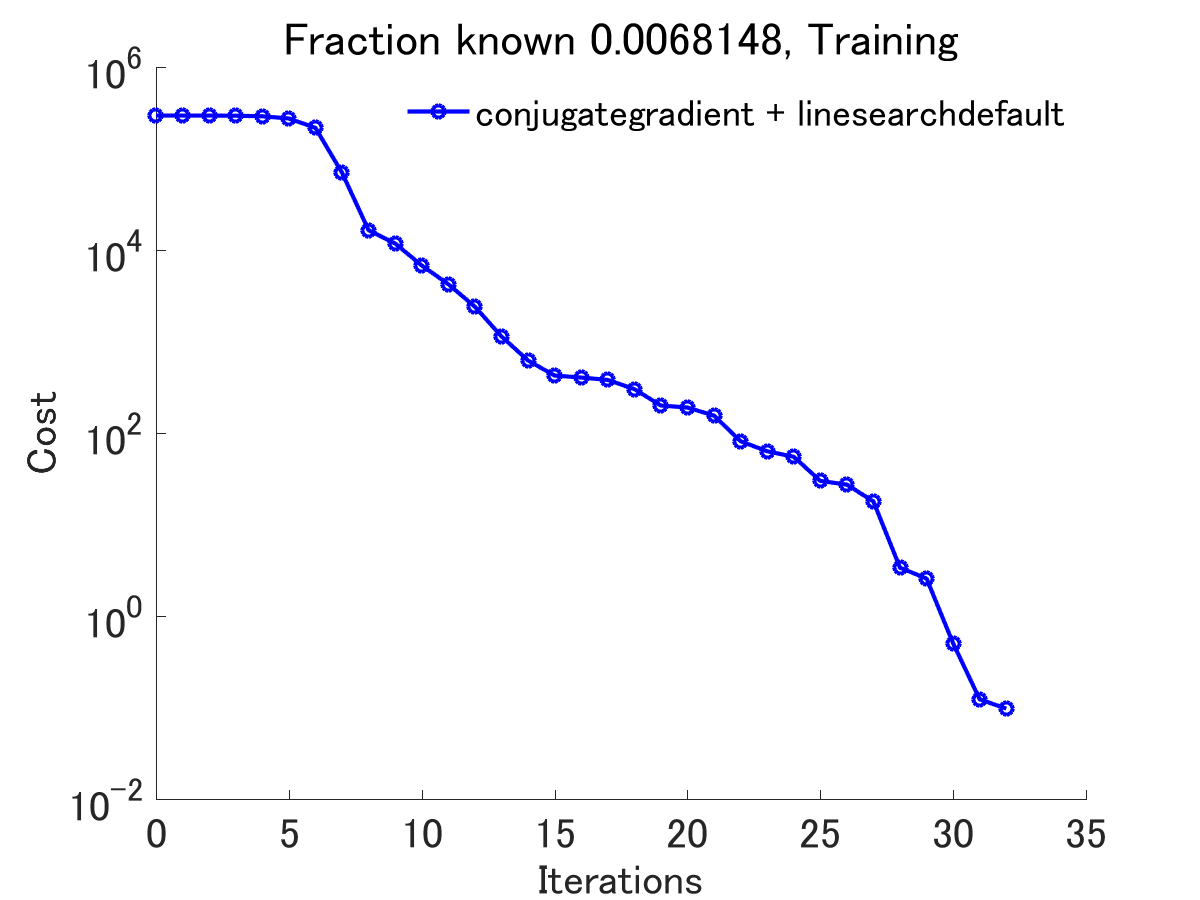 Fraction known 0.0068148, Training
10^6
conjugategradient + linesearchdefault
10^4
10^2
Cost
10^0
10^-2
0 5 10 15 20 25 30 35
Iterations